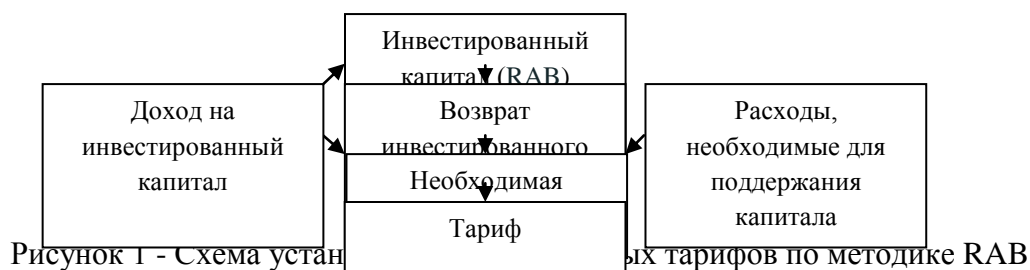 Инвестированный
капитал (RAB)
Доход на
инвестированный
капитал
Возврат
инвестированного
Необходимая
Тариф
Расходы,
необходимые для
поддержания
капитала
Рисунок 1 - Схема устан ых тарифов по методике RAB